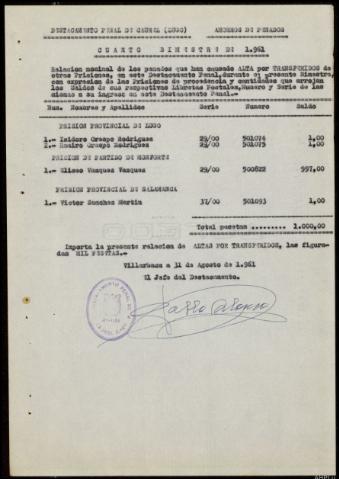 DESTACAMENTO PENAL DE CAUREL (LUGO) AHORROS DE PENADOS
CUARTO BIMESTRE DE 1.961
Relacion nominal de los penados que han causado ALTA por TRANSFERIDOS de
otras Prisiones, en este Destacamento Penal, durante el presente Bimestre,
con expresion de las Prisiones de procedencia y cantidades que arrojan
los Saldos de sus respectivas Libretas Postales, Numero y Serie de las
mismas a su ingreso en este Destacamento Penal.-
Num. Nombres y Apellidos Serie Numero Saldo
PRISION PROVINCIAL DE LUGO
1.- Isidoro Crespo Rodriguez 29/00 501074 1,00
2.- Ramiro Crespo Rodriguez 29/00 501075 1,00
PRISION DE PARTIDO DE MONFORTE
1.- Eliseo Vazquez Vazquez 29/00 500822 997,00
PRISION PROVINCIAL DE SALAMANCA
1.- Victor Sanchez Martin 37/00 501093 1,00
Total pesetas ......... 1.000,00
Importa la presente relacion de ALTAS POR TRANSFERIDOS, las figura-
das MIL PESETAS.-
Villarbasa a 31 de Agosto de 1.961
El Jefe del Destacamento.